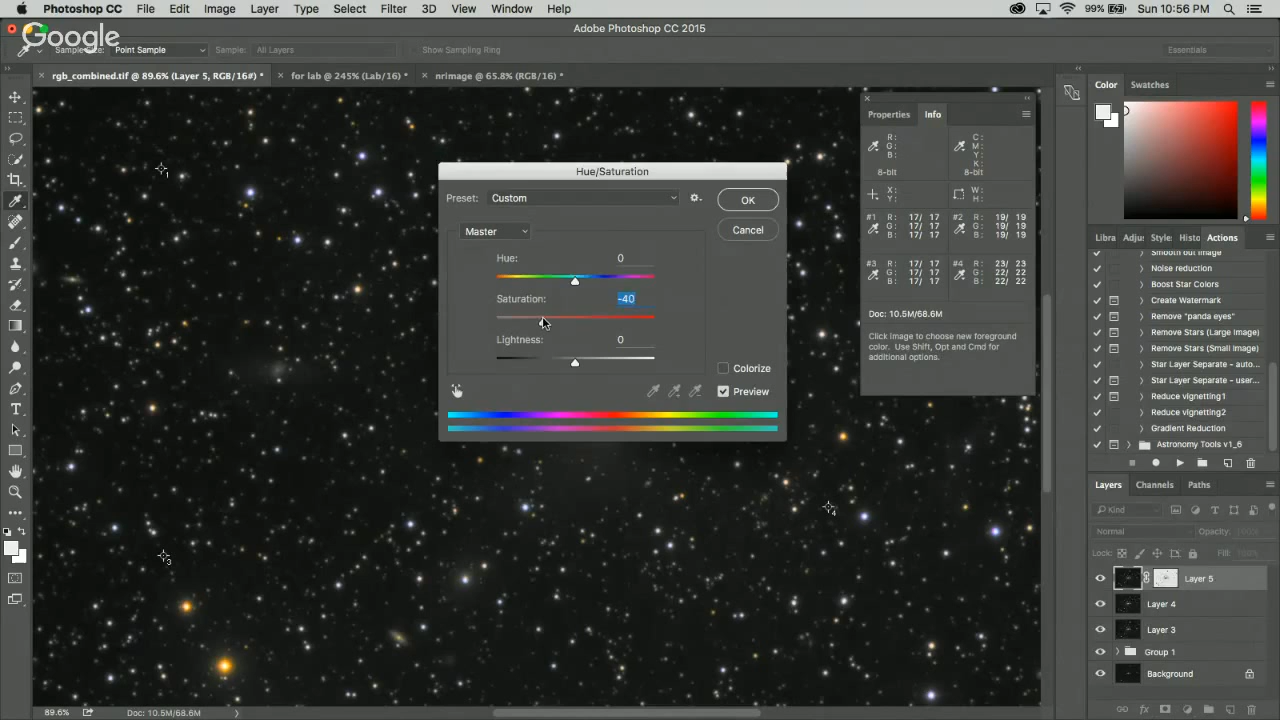 Photoshop CC File Edit Image Layer Type Select Filter 3D View Window Help 99% Sun 10:56 PM
Google
Adobe Photoshop CC 2015
Sample Size: Point Sample Sample: All Layers Show Sampling Ring Essentials
rgb_combined.tif @ 89.6% (Layer 5, RGB/16#) * for lab @ 245% (Lab/16) * nrimage @ 65.8% (RGB/16) *
Hue/Saturation
Preset: Custom
OK
Master
Cancel
Hue: 0
Saturation: -40
Lightness: 0
Colorize
Preview
Properties Info
R: C:
G: M:
B: Y:
K:
8-bit 8-bit
X: W:
Y: H:
#1 R: 17/ 17 #2 R: 19/ 19
G: 17/ 17 G: 19/ 19
B: 17/ 17 B: 19/ 19
#3 R: 17/ 17 #4 R: 23/ 23
G: 17/ 17 G: 22/ 22
B: 17/ 17 B: 22/ 22
Doc: 10.5M/68.6M
Click image to choose new foreground
color. Use Shift, Opt and Cmd for
additional options.
Color Swatches
Libra Adju: Style Histo Actions
Noise reduction
Boost Star Colors
Create Watermark
Remove "panda eyes"
Remove Stars (Large Image)
Remove Stars (Small Image)
Star Layer Separate - auto...
Star Layer Separate - user...
Reduce vignetting1
Reduce vignetting2
Gradient Reduction
Astronomy Tools v1_6
Layers Channels Paths
Kind
Normal Opacity: 100%
Lock: Fill: 100%
Layer 5
Layer 4
Layer 3
Group 1
Background
1
3
4
89.6% Doc: 10.5M/68.6M